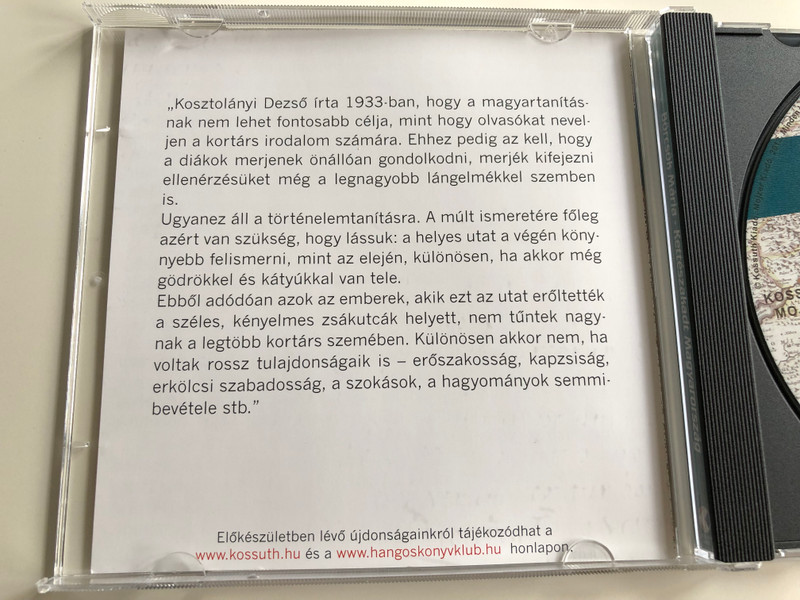 „Kosztolányi Dezső írta 1933-ban, hogy a magyartanítás-
nak nem lehet fontosabb célja, mint hogy olvasókat nevel-
jen a kortárs irodalom számára. Ehhez pedig az kell, hogy
a diákok merjenek önállóan gondolkodni, merjék kifejezni
ellenérzésüket még a legnagyobb lángelmékkel szemben
is.
Ugyanez áll a történelemtanításra. A múlt ismeretére főleg
azért van szükség, hogy lássuk: a helyes utat a végén köny-
nyebb felismerni, mint az elején, különösen, ha akkor még
gödrökkel és kátyúkkal van tele.
Ebből adódóan azok az emberek, akik ezt az utat erőltették
a széles, kényelmes zsákutcák helyett, nem tűntek nagy-
nak a legtöbb kortárs szemében. Különösen akkor nem, ha
voltak rossz tulajdonságaik is – erőszakosság, kapzsiság,
erkölcsi szabadosság, a szokások, a hagyományok semmi-
bevétele stb.”
Előkészületben lévő újdonságainkról tájékozódhat a
www.kossuth.hu és a www.hangoskonyvklub.hu honlapon.
Kettészakadt Magyarország
© Kossuth Kiadó
KOSS
MO